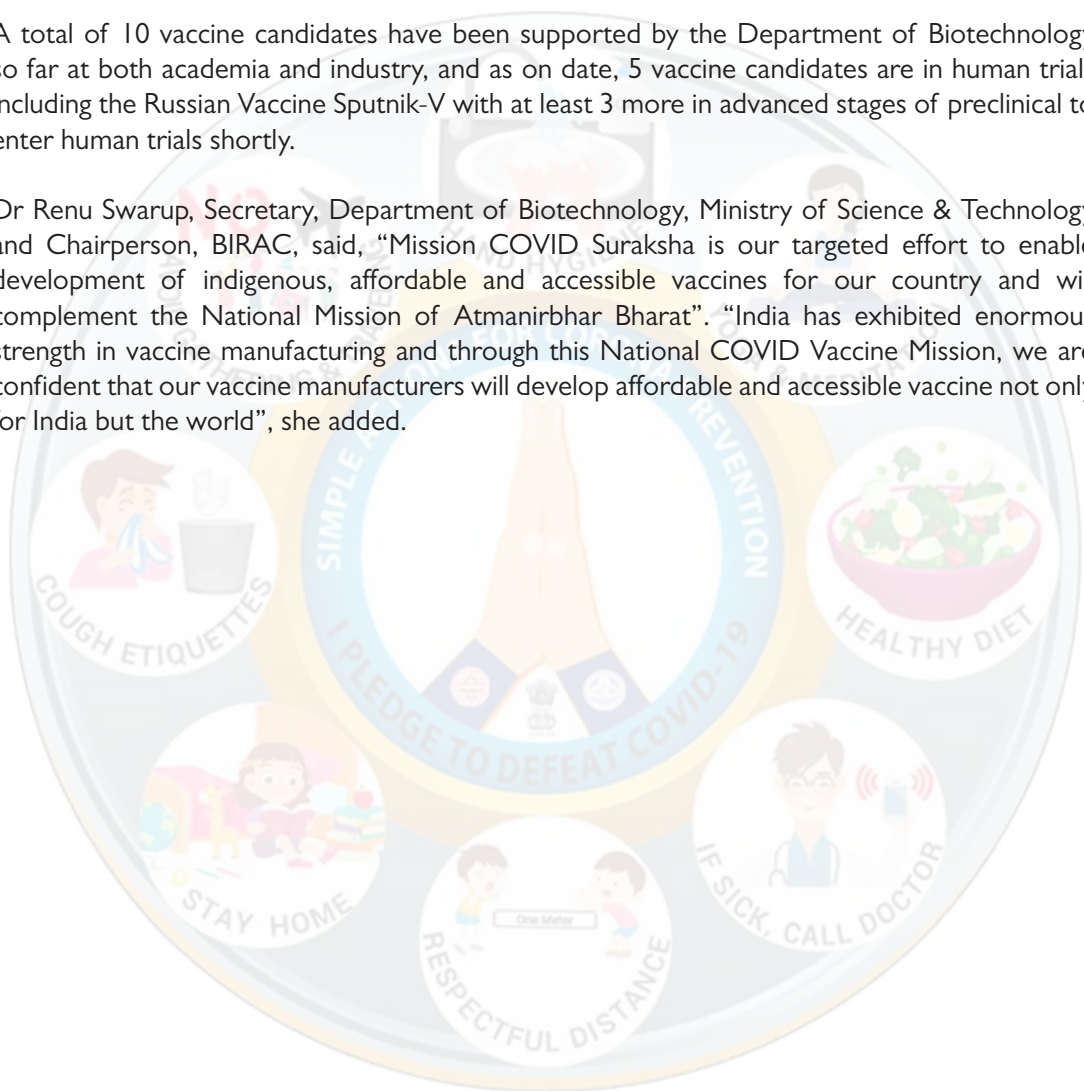 A total of 10 vaccine candidates have been supported by the Department of Biotechnology
so far at both academia and industry, and as on date, 5 vaccine candidates are in human trial
including the Russian Vaccine Sputnik-V with at least 3 more in advanced stages of preclinical to
enter human trials shortly.
Dr Renu Swarup, Secretary, Department of Biotechnology, Ministry of Science & Technology
and Chairperson, BIRAC, said, “Mission COVID Suraksha is our targeted effort to enable
development of indigenous, affordable and accessible vaccines for our country and wi
complement the National Mission of Atmanirbhar Bharat”. “India has exhibited enormou
strength in vaccine manufacturing and through this National COVID Vaccine Mission, we are
confident that our vaccine manufacturers will develop affordable and accessible vaccine not only
for India but the world”, she added.
NO
HAND HYGIENE
& MEDITATION
SIMPLE
FOR
PREVENTION
I PLEDGE TO DEFEAT COVID-19
COUGH ETIQUETTES
HEALTHY DIET
STAY HOME
One Meter
RESPECTFUL DISTANCE
IF SICK, CALL DOCTOR